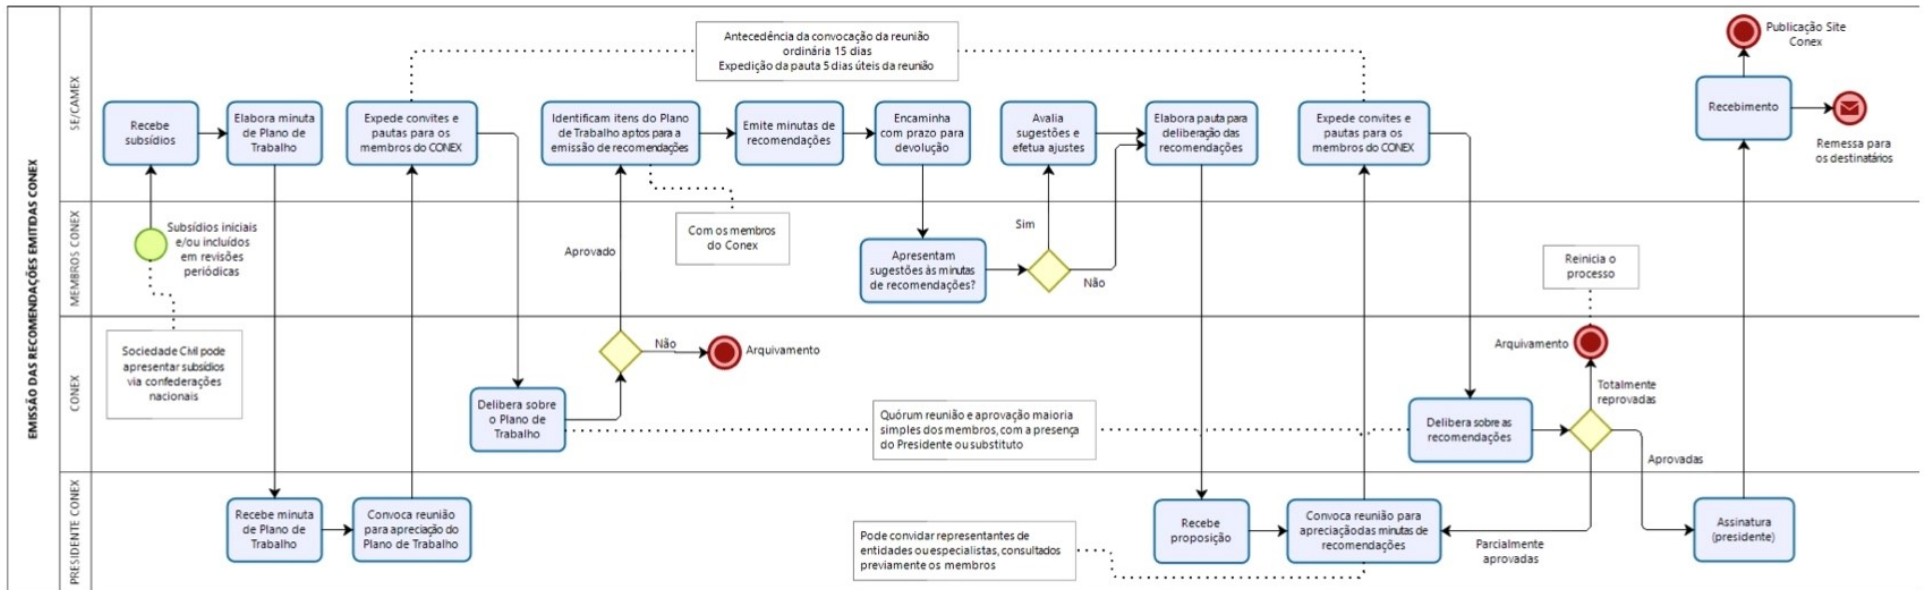 EMISSÃO DAS RECOMENDAÇÕES EMITIDAS CONEX
SE/CAMEX
Antecedência da convocação da reunião
ordinária 15 dias
Expedição da pauta 5 dias úteis da reunião
Publicação Site
Conex
Recebe
subsídios
Elabora minuta
de Plano de
Trabalho
Expede convites e
pautas para os
membros do CONEX
Identificam itens do Plano
de Trabalho aptos para a
emissão de recomendações
Emite minutas de
recomendações
Encaminha
com prazo para
devolução
Avalia
sugestões e
efetua ajustes
Elabora pauta para
deliberação das
recomendações
Expede convites e
pautas para os
membros do CONEX
Recebimento
Remessa para
os destinatários
MEMBROS CONEX
Subsídios iniciais
e/ou incluídos
em revisões
periódicas
Aprovado
Com os membros
do Conex
Apresentam
sugestões às minutas
de recomendações?
Sim
Não
Reinicia o
processo
CONEX
Sociedade Civil pode
apresentar subsídios
via confederações
nacionais
Delibera sobre
o Plano de
Trabalho
Não
Arquivamento
Quórum reunião e aprovação maioria
simples dos membros, com a presença
do Presidente ou substituto
Delibera sobre as
recomendações
Arquivamento
Totalmente
reprovadas
Aprovadas
PRESIDENTE CONEX
Recebe minuta
de Plano de
Trabalho
Convoca reunião
para apreciação do
Plano de Trabalho
Pode convidar representantes de
entidades ou especialistas, consultados
previamente os membros
Recebe
proposição
Convoca reunião para
apreciaçãodas minutas de
recomendações
Parcialmente
aprovadas
Assinatura
(presidente)